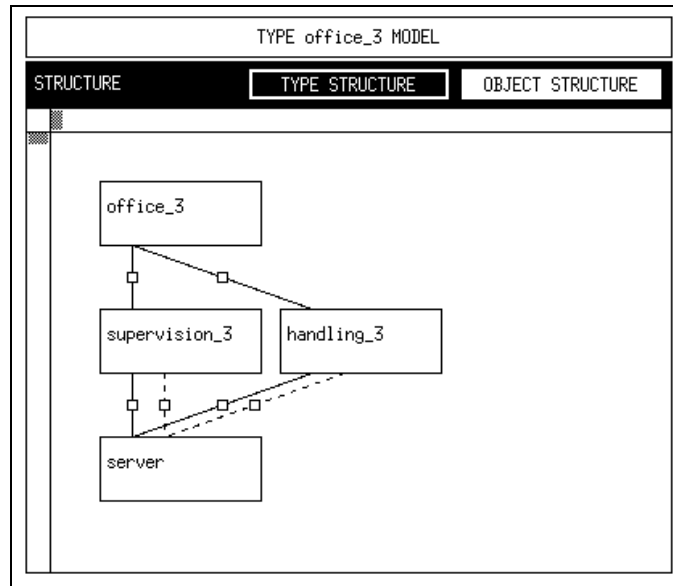 TYPE office_3 MODEL
STRUCTURE TYPE STRUCTURE OBJECT STRUCTURE
office_3
supervision_3 handling_3
server